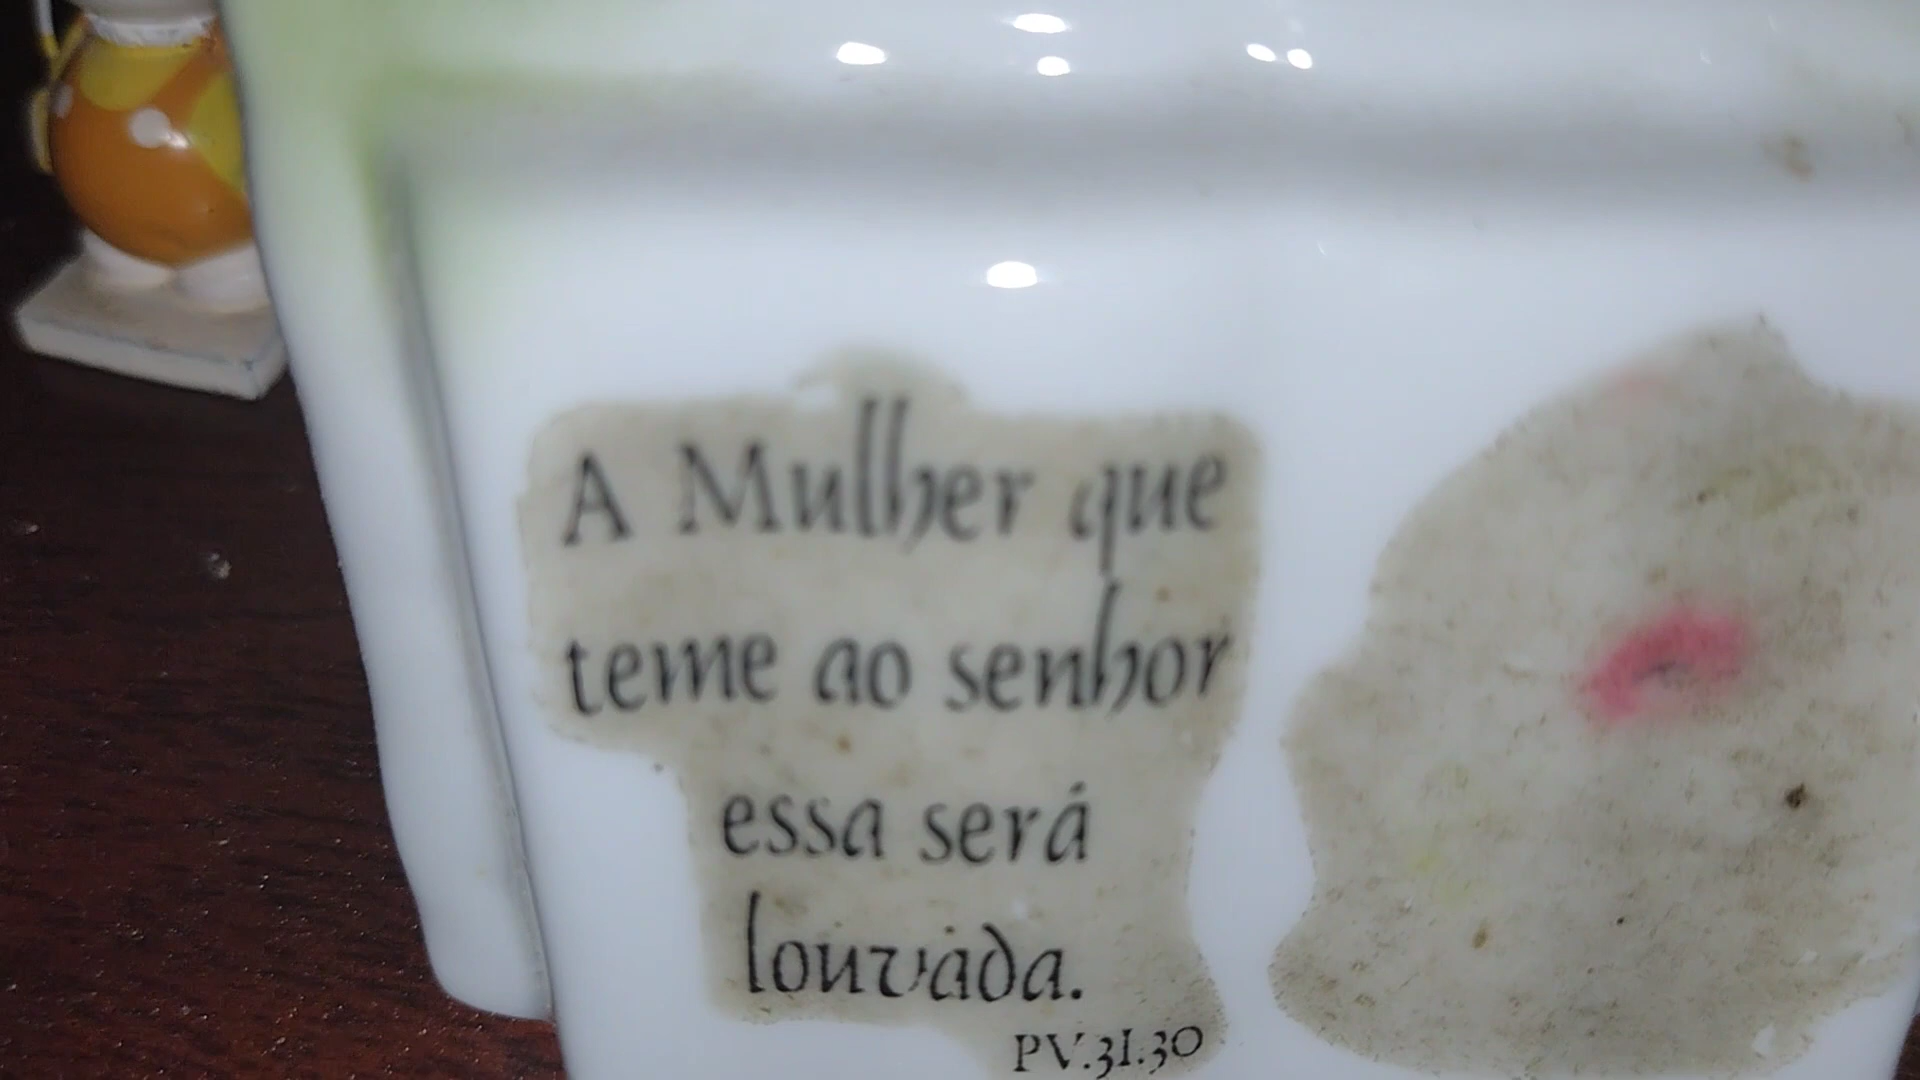 A Mulher que
teme ao senhor
essa será
louvada.
PV.31.30